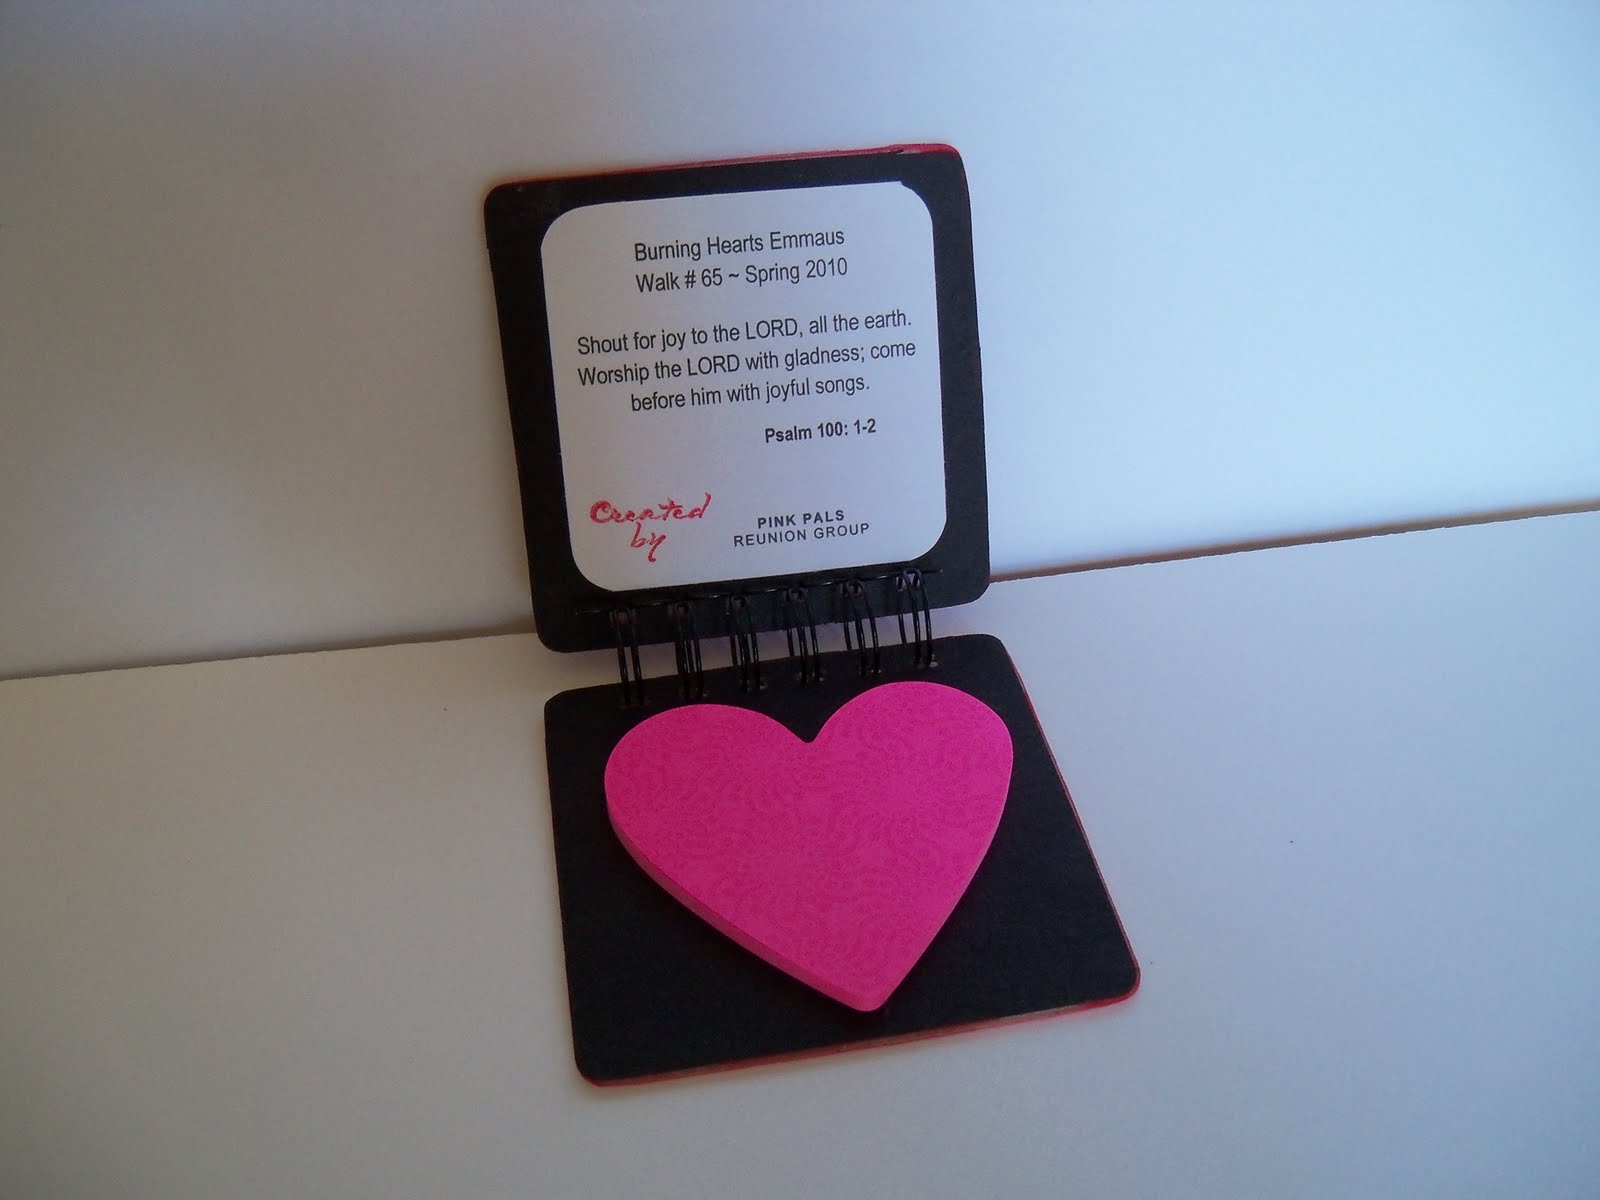 Burning Hearts Emmaus
Walk # 65 ~ Spring 2010
Shout for joy to the LORD, all the earth.
Worship the LORD with gladness; come
before him with joyful songs.
Psalm 100: 1-2
Created
by
PINK PALS
REUNION GROUP